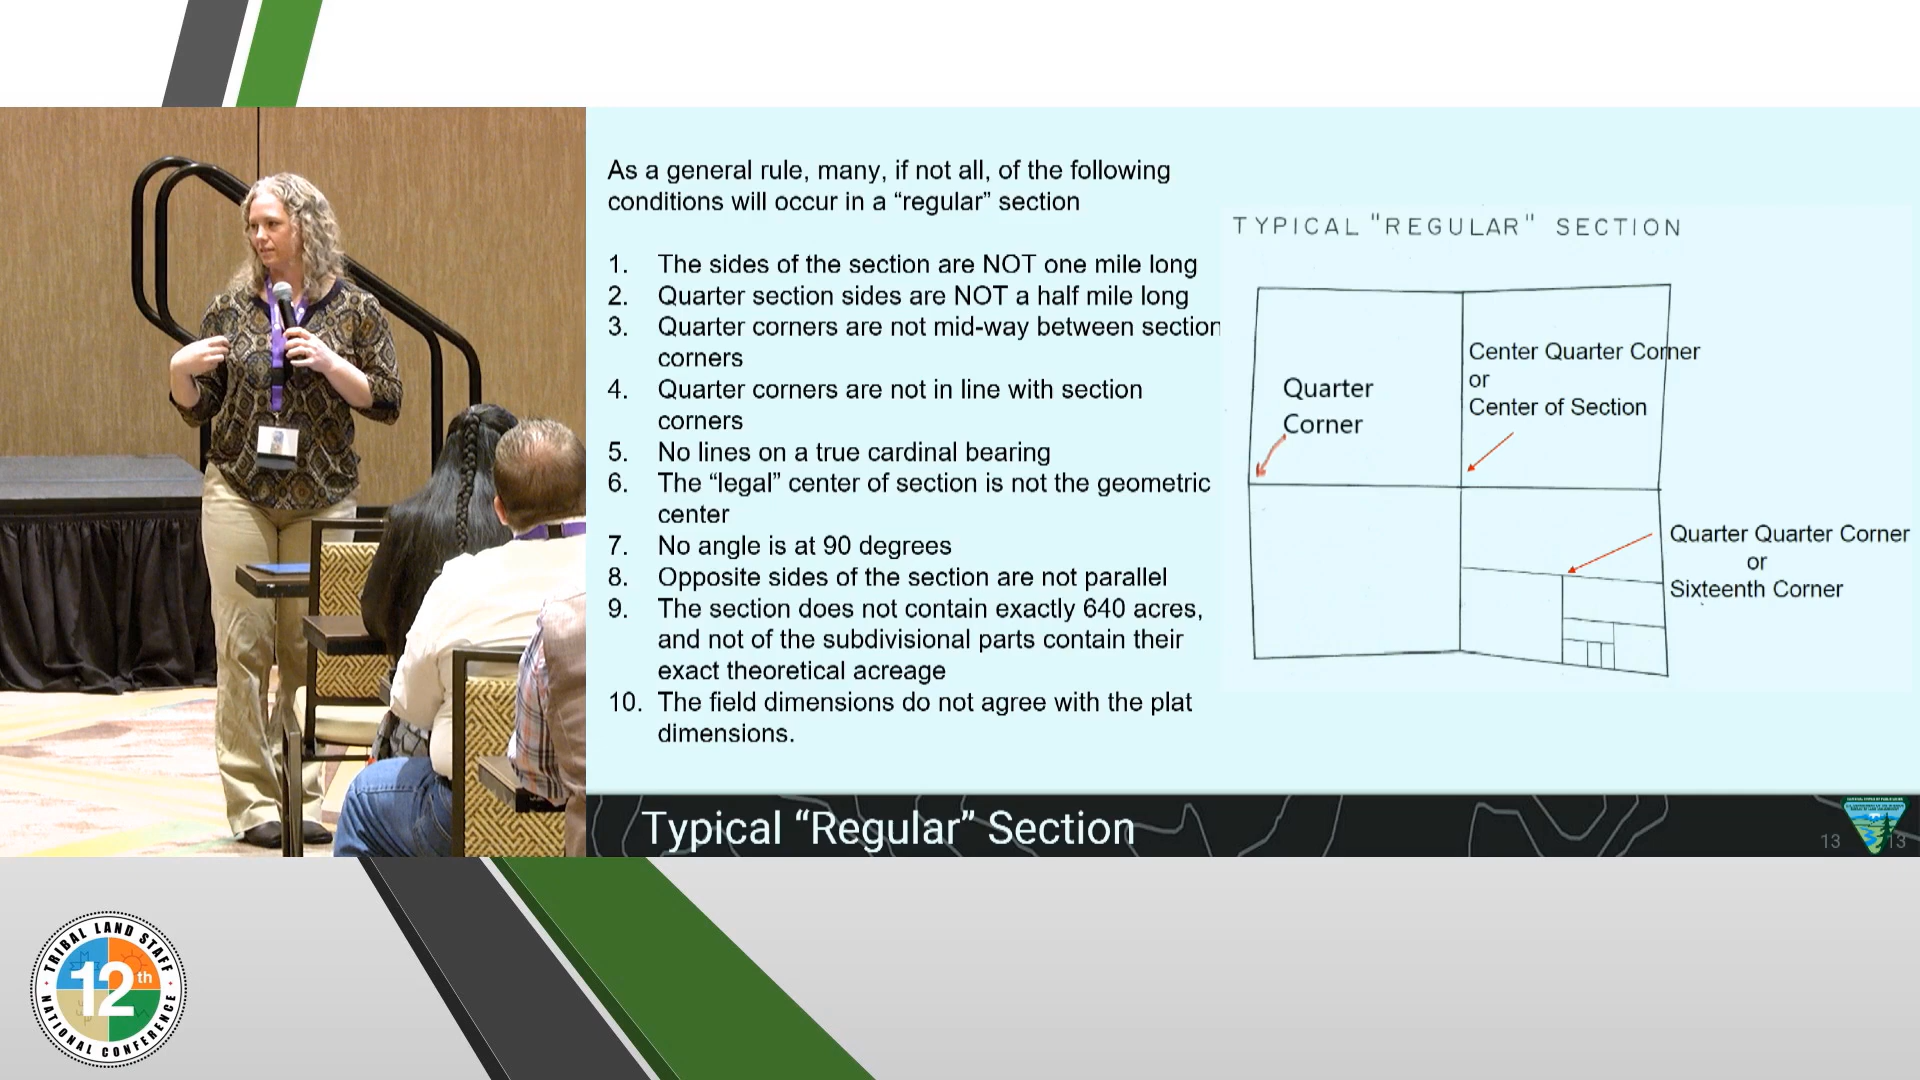 As a general rule, many, if not all, of the following
conditions will occur in a “regular” section
1. The sides of the section are NOT one mile long
2. Quarter section sides are NOT a half mile long
3. Quarter corners are not mid-way between section
corners
4. Quarter corners are not in line with section
corners
5. No lines on a true cardinal bearing
6. The “legal” center of section is not the geometric
center
7. No angle is at 90 degrees
8. Opposite sides of the section are not parallel
9. The section does not contain exactly 640 acres,
and not of the subdivisional parts contain their
exact theoretical acreage
10. The field dimensions do not agree with the plat
dimensions.
TYPICAL "REGULAR" SECTION
Quarter
Corner
Center Quarter Corner
or
Center of Section
Quarter Quarter Corner
or
Sixteenth Corner
Typical “Regular” Section
13
13
TRIBAL LAND STAFF
12th
NATIONAL CONFERENCE